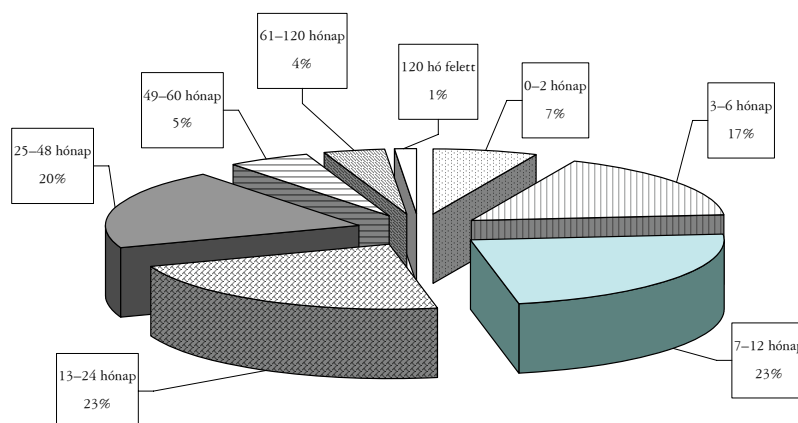 61–120 hónap
4%
120 hó felett
1%
0–2 hónap
7%
49–60 hónap
5%
3–6 hónap
17%
25–48 hónap
20%
7–12 hónap
23%
13–24 hónap
23%